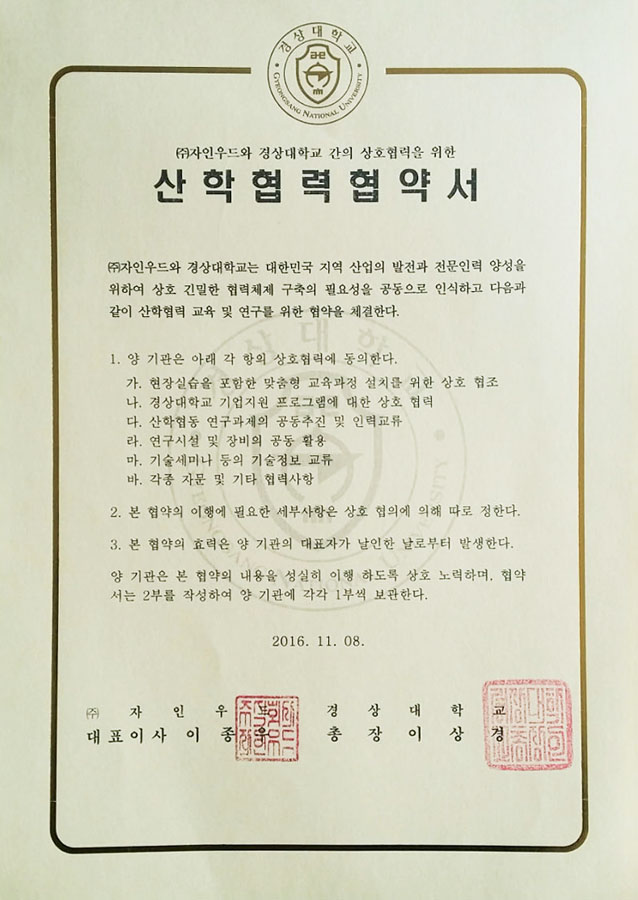 경상대학교
GYEONGSANG NATIONAL UNIVERSITY
㈜자인우드와 경상대학교 간의 상호협력을 위한
산학협력협약서
㈜자인우드와 경상대학교는 대한민국 지역 산업의 발전과 전문인력 양성을
위하여 상호 긴밀한 협력체제 구축의 필요성을 공동으로 인식하고 다음과
같이 산학협력 교육 및 연구를 위한 협약을 체결한다.
1. 양 기관은 아래 각 항의 상호협력에 동의한다.
가. 현장실습을 포함한 맞춤형 교육과정 설치를 위한 상호 협조
나. 경상대학교 기업지원 프로그램에 대한 상호 협력
다. 산학협동 연구과제의 공동추진 및 인력교류
라. 연구시설 및 장비의 공동 활용
마. 기술세미나 등의 기술정보 교류
바. 각종 자문 및 기타 협력사항
2. 본 협약의 이행에 필요한 세부사항은 상호 협의에 의해 따로 정한다.
3. 본 협약의 효력은 양 기관의 대표자가 날인한 날로부터 발생한다.
양 기관은 본 협약의 내용을 성실히 이행 하도록 상호 노력하며, 협약
서는 2부를 작성하여 양 기관에 각각 1부씩 보관한다.
2016. 11. 08.
㈜ 자 인 우 드 경 상 대 학 교
대표이사 이 종 총 장 이 상 경